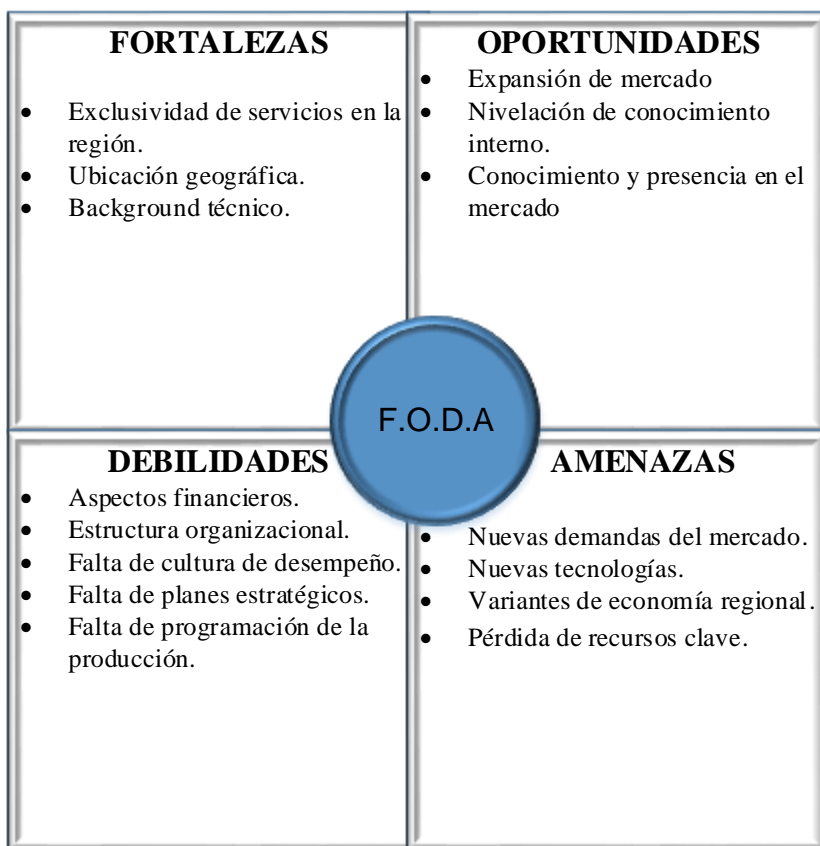 FORTALEZAS
Exclusividad de servicios en la
región.
Ubicación geográfica.
Background técnico.
OPORTUNIDADES
Expansión de mercado
Nivelación de conocimiento
interno.
Conocimiento y presencia en el
mercado
F.O.D.A
DEBILIDADES
Aspectos financieros.
Estructura organizacional.
Falta de cultura de desempeño.
Falta de planes estratégicos.
Falta de programación de la
producción.
AMENAZAS
Nuevas demandas del mercado.
Nuevas tecnologías.
Variantes de economía regional.
Pérdida de recursos clave.